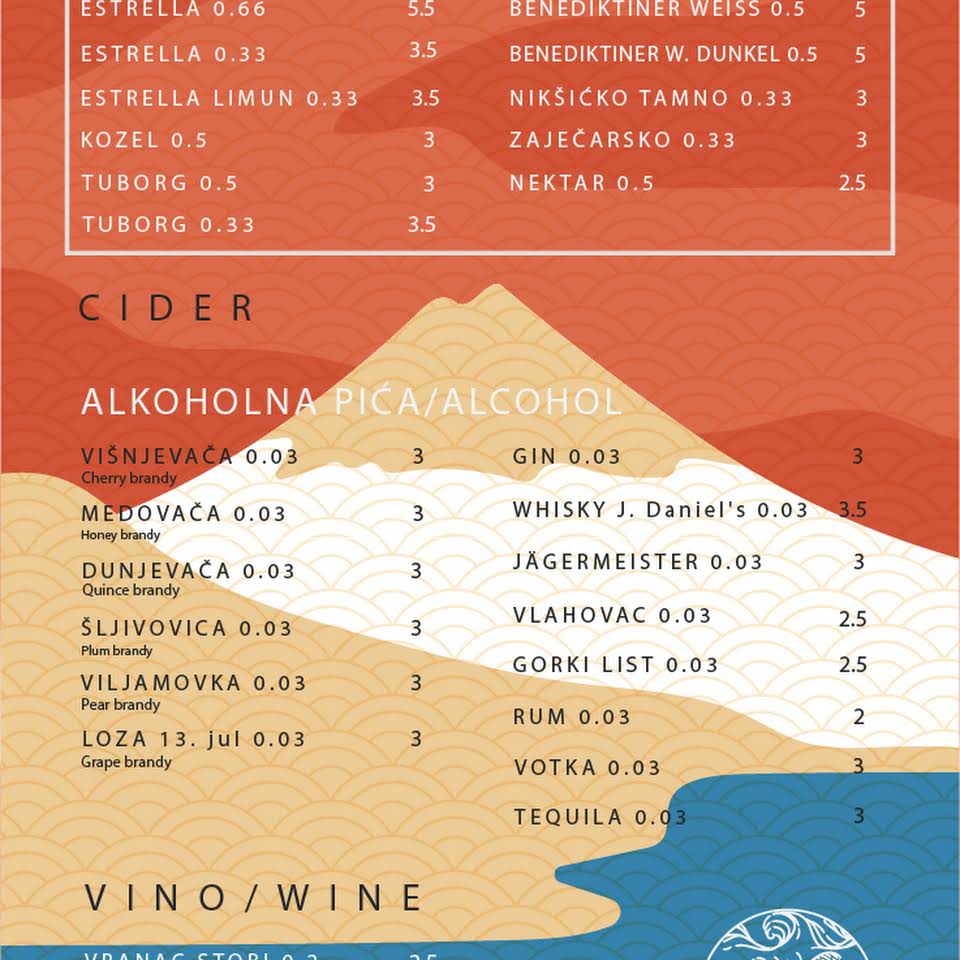 ESTRELLA 0.66 5.5
ESTRELLA 0.33 3.5
ESTRELLA LIMUN 0.33 3.5
KOZEL 0.5 3
TUBORG 0.5 3
TUBORG 0.33 3.5
BENEDIKTINER WEISS 0.5 5
BENEDIKTINER W. DUNKEL 0.5 5
NIKŠIĆKO TAMNO 0.33 3
ZAJEČARSKO 0.33 3
NEKTAR 0.5 2.5
CIDER
ALKOHOLNA PIĆA/ALCOHOL
VIŠNJEVAČA 0.03 3
Cherry brandy
MEDOVAČA 0.03 3
Honey brandy
DUNJEVAČA 0.03 3
Quince brandy
ŠLJIVOVICA 0.03 3
Plum brandy
VILJAMOVKA 0.03 3
Pear brandy
LOZA 13. jul 0.03 3
Grape brandy
GIN 0.03 3
WHISKY J. Daniel's 0.03 3.5
JÄGERMEISTER 0.03 3
VLAHOVAC 0.03 2.5
GORKI LIST 0.03 2.5
RUM 0.03 2
VOTKA 0.03 3
TEQUILA 0.03 3
VINO/WINE
VRANAC STOBI